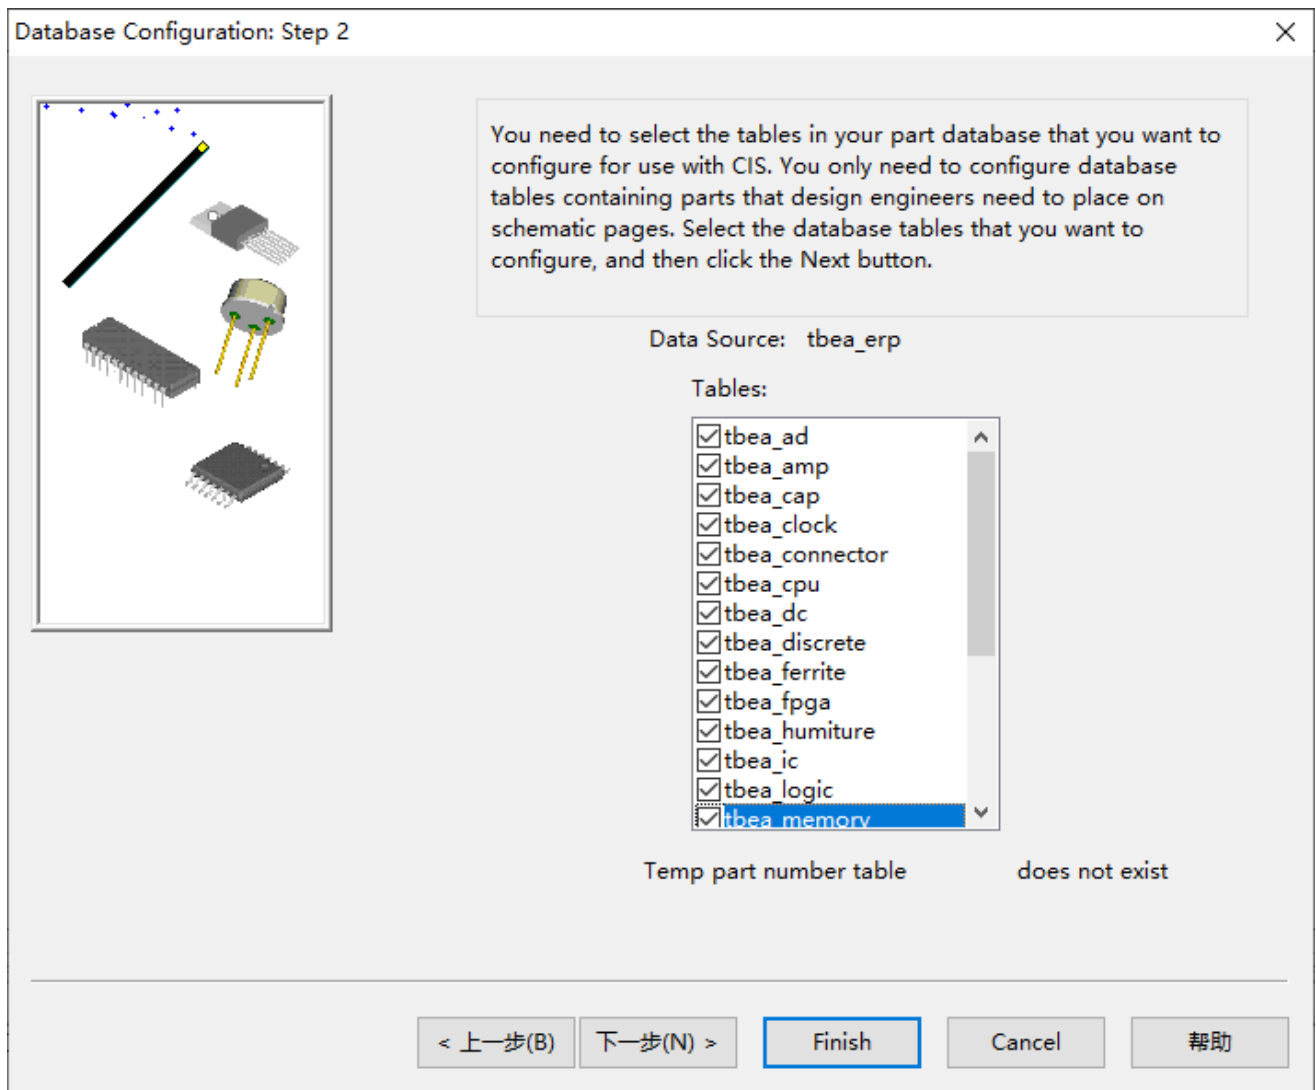 Database Configuration: Step 2
You need to select the tables in your part database that you want to
configure for use with CIS. You only need to configure database
tables containing parts that design engineers need to place on
schematic pages. Select the database tables that you want to
configure, and then click the Next button.
Data Source: tbea_erp
Tables:
tbea_ad
tbea_amp
tbea_cap
tbea_clock
tbea_connector
tbea_cpu
tbea_dc
tbea_discrete
tbea_ferrite
tbea_fpga
tbea_humiture
tbea_ic
tbea_logic
tbea_memory
Temp part number table does not exist
< 上一步(B) 下一步(N) > Finish Cancel 帮助